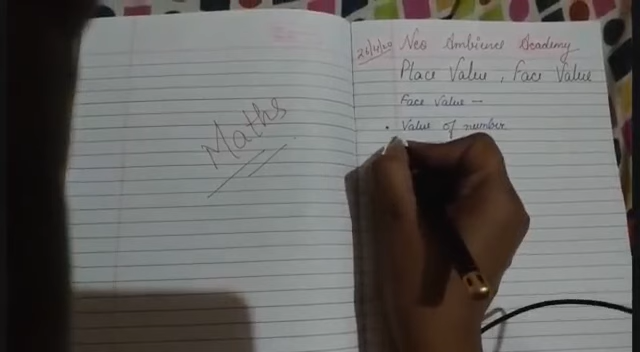 Maths
26/4/20 Neo Ambience Academy
Place Value, Face Value
Face Value -
• Value of number